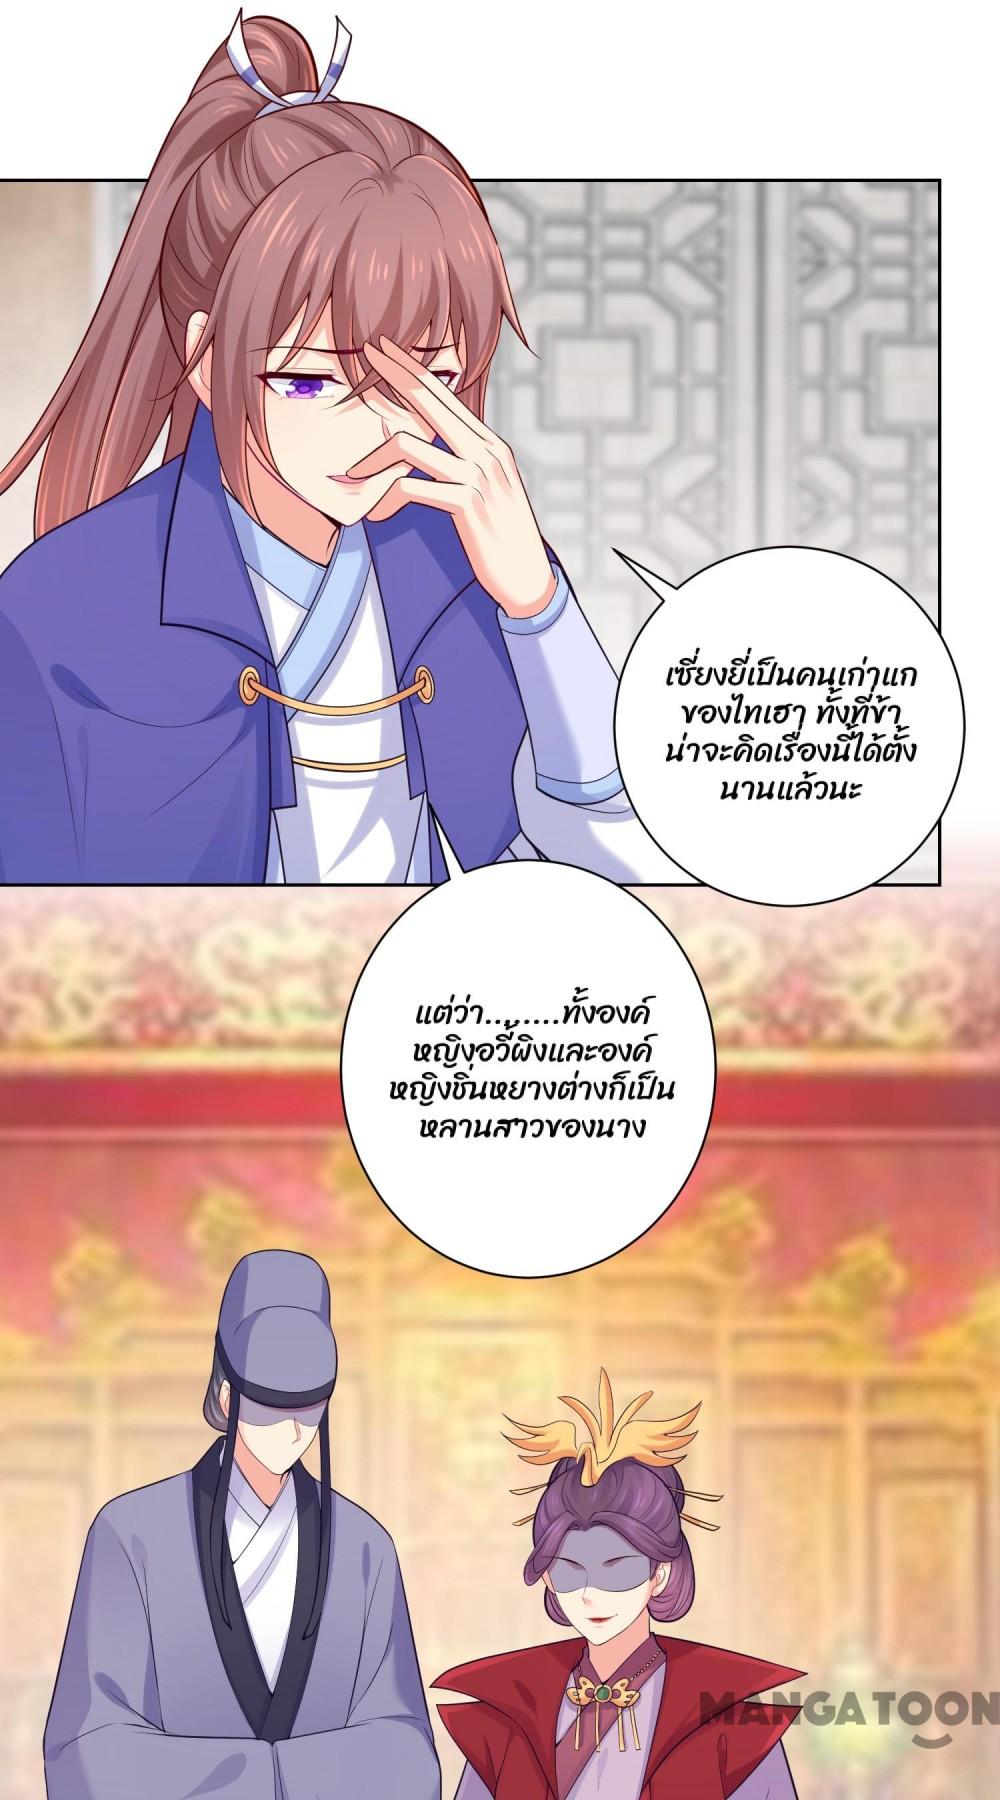 เซี่ยงยี่เป็นคนเก่าแก
ของไทเฮา ทั้งที่ข้า
น่าจะคิดเรื่องนี้ได้ตั้ง
นานแล้วนะ
แต่ว่า........ทั้งองค์
หญิงอวี้ผิงและองค์
หญิงชิ่นหยางต่างก็เป็น
หลานสาวของนาง
MANGATOON